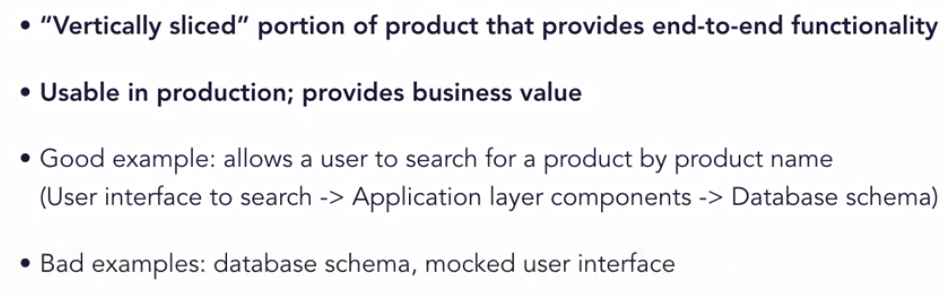 • “Vertically sliced” portion of product that provides end-to-end functionality
• Usable in production; provides business value
• Good example: allows a user to search for a product by product name
(User interface to search -> Application layer components -> Database schema)
• Bad examples: database schema, mocked user interface